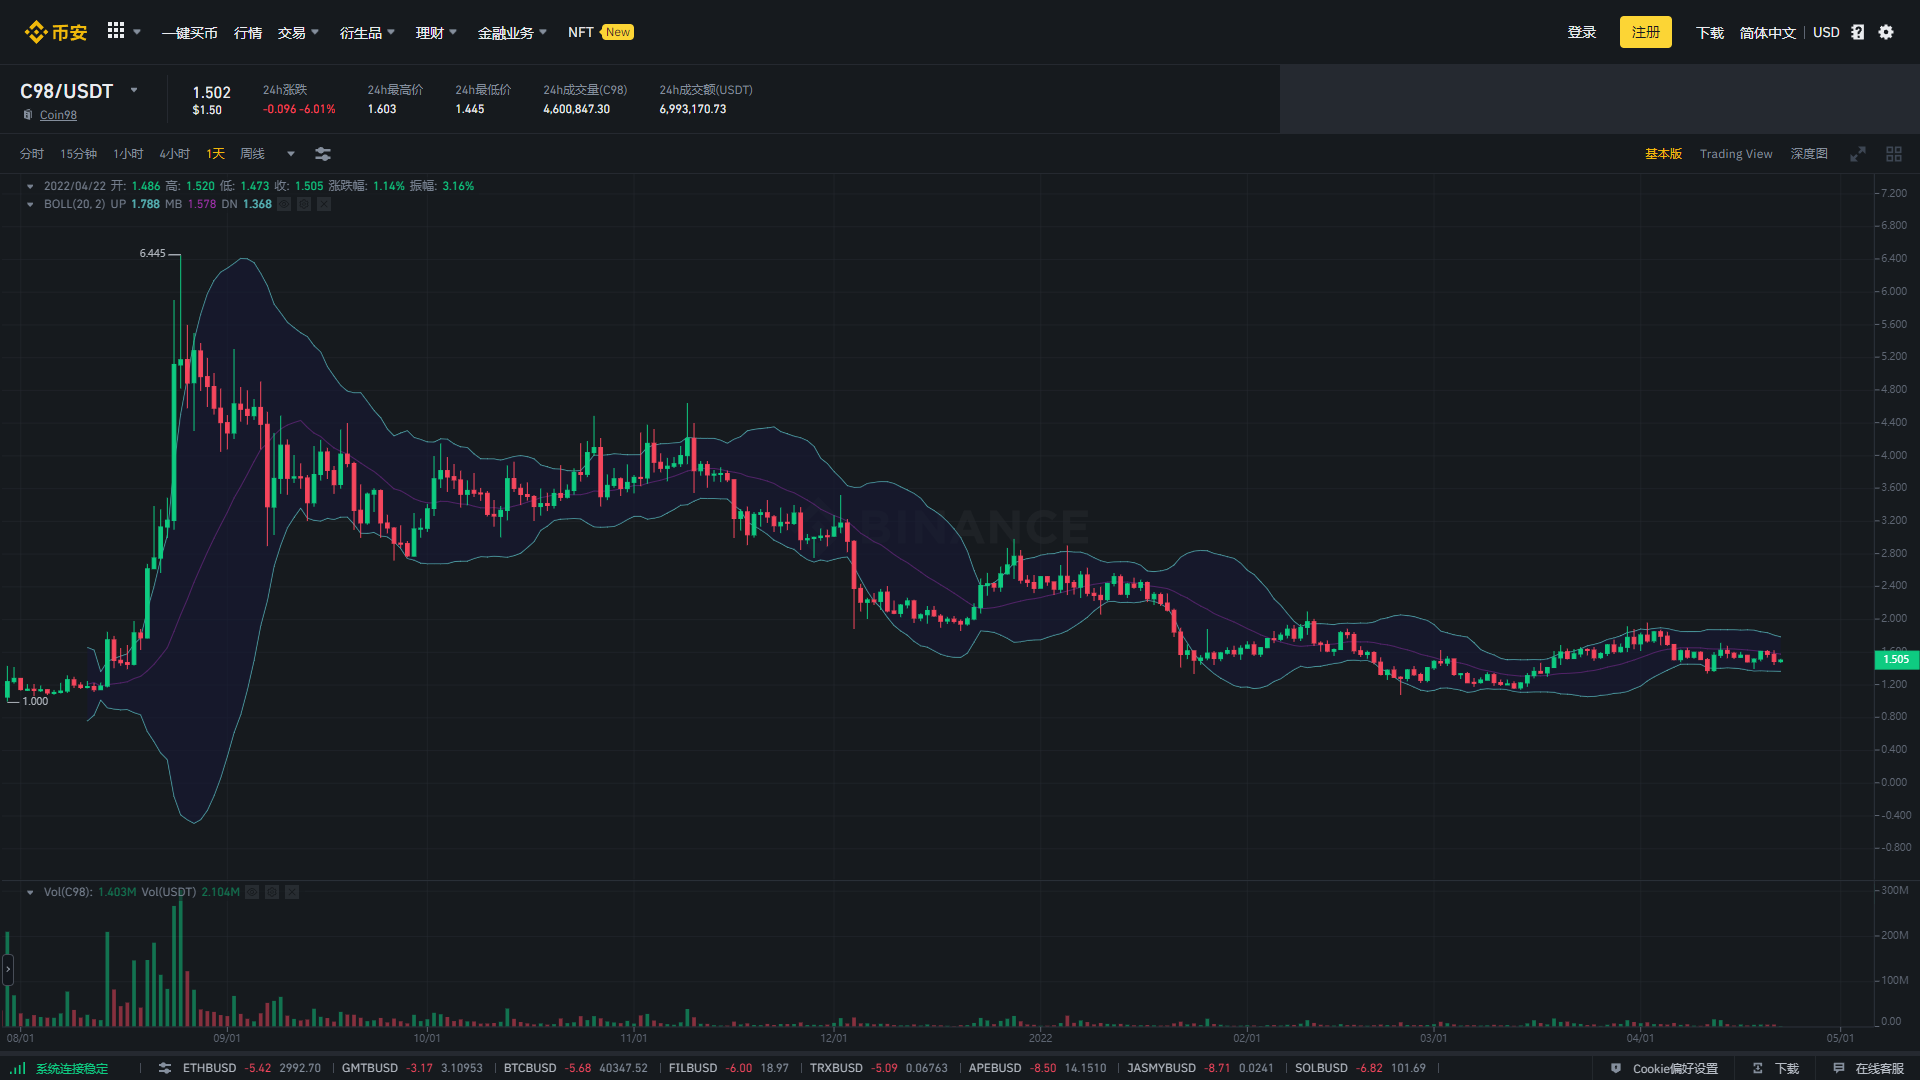 币安 一键买币 行情 交易 衍生品 理财 金融业务 NFT New 登录 注册 下载 简体中文 USD
C98/USDT 1.502 24h涨跌 24h最高价 24h最低价 24h成交量(C98) 24h成交额(USDT)
Coin98 $1.50 -0.096 -6.01% 1.603 1.445 4,600,847.30 6,993,170.73
分时 15分钟 1小时 4小时 1天 周线 基本版 Trading View 深度图
2022/04/22 开: 1.486 高: 1.520 低: 1.473 收: 1.505 涨跌幅: 1.14% 振幅: 3.16%
BOLL(20, 2) UP 1.788 MB 1.578 DN 1.368
6.445
1.000
BINANCE
7.200
6.800
6.400
6.000
5.600
5.200
4.800
4.400
4.000
3.600
3.200
2.800
2.400
2.000
1.505
1.200
0.800
0.400
0.000
-0.400
-0.800
Vol(C98): 1.403M Vol(USDT) 2.104M
300M
200M
100M
0.00
08/01 09/01 10/01 11/01 12/01 2022 02/01 03/01 04/01 05/01
系统连接稳定 ETHBUSD -5.42 2992.70 GMTBUSD -3.17 3.10953 BTCBUSD -5.68 40347.52 FILBUSD -6.00 18.97 TRXBUSD -5.09 0.06763 APEBUSD -8.50 14.1510 JASMYBUSD -8.71 0.0241 SOLBUSD -6.82 101.69 Cookie偏好设置 下载 在线客服